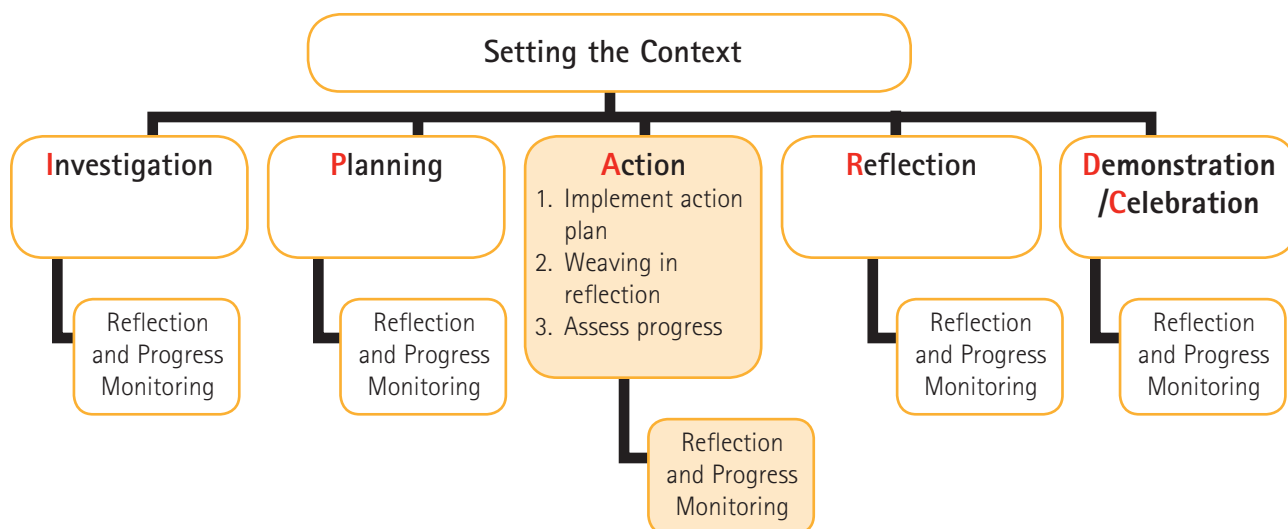 Setting the Context
Investigation
Reflection
and Progress
Monitoring
Planning
Reflection
and Progress
Monitoring
Action
1. Implement action
plan
2. Weaving in
reflection
3. Assess progress
Reflection
and Progress
Monitoring
Reflection
Reflection
and Progress
Monitoring
Demonstration
/Celebration
Reflection
and Progress
Monitoring